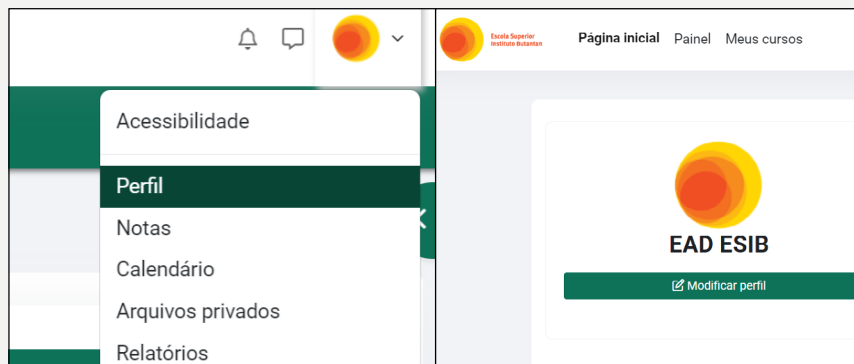 Acessibilidade
Perfil
Notas
Calendário
Arquivos privados
Relatórios
Escola Superior
Instituto Butantan
Página inicial Painel Meus cursos
EAD ESIB
Modificar perfil